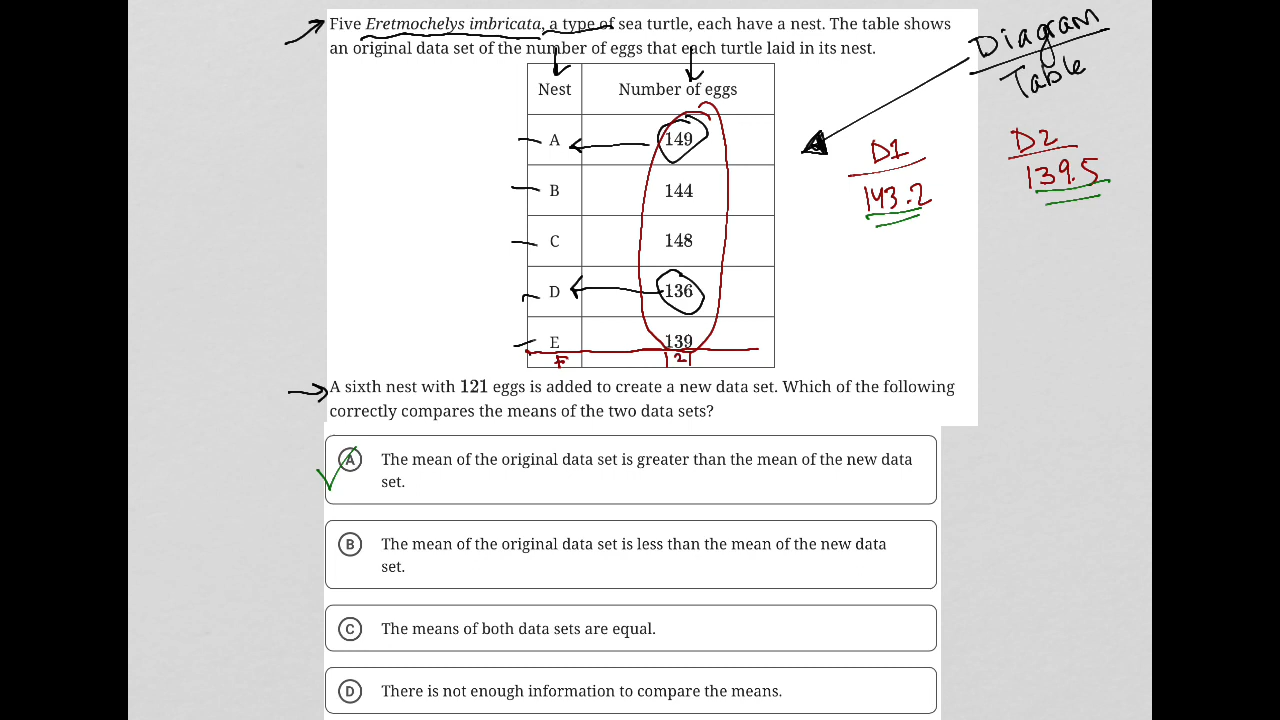 Five Eretmochelys imbricata, a type of sea turtle, each have a nest. The table shows
an original data set of the number of eggs that each turtle laid in its nest.
Diagram
Table
Nest Number of eggs
A 149
B 144
C 148
D 136
E 139
F 121
D1
143.2
D2
139.5
A sixth nest with 121 eggs is added to create a new data set. Which of the following
correctly compares the means of the two data sets?
A The mean of the original data set is greater than the mean of the new data
set.
B The mean of the original data set is less than the mean of the new data
set.
C The means of both data sets are equal.
D There is not enough information to compare the means.